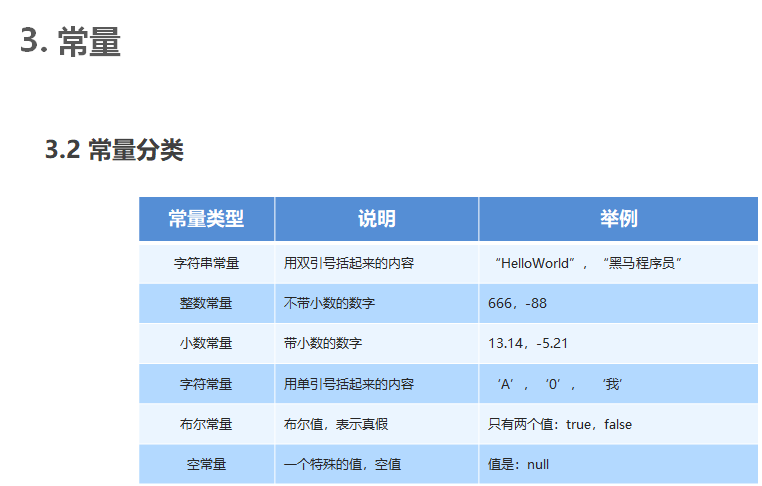 3. 常量
3.2 常量分类
常量类型 说明 举例
字符串常量 用双引号括起来的内容 “HelloWorld”，“黑马程序员”
整数常量 不带小数的数字 666，-88
小数常量 带小数的数字 13.14，-5.21
字符常量 用单引号括起来的内容 ‘A’，‘0’，‘我’
布尔常量 布尔值，表示真假 只有两个值：true，false
空常量 一个特殊的值，空值 值是：null